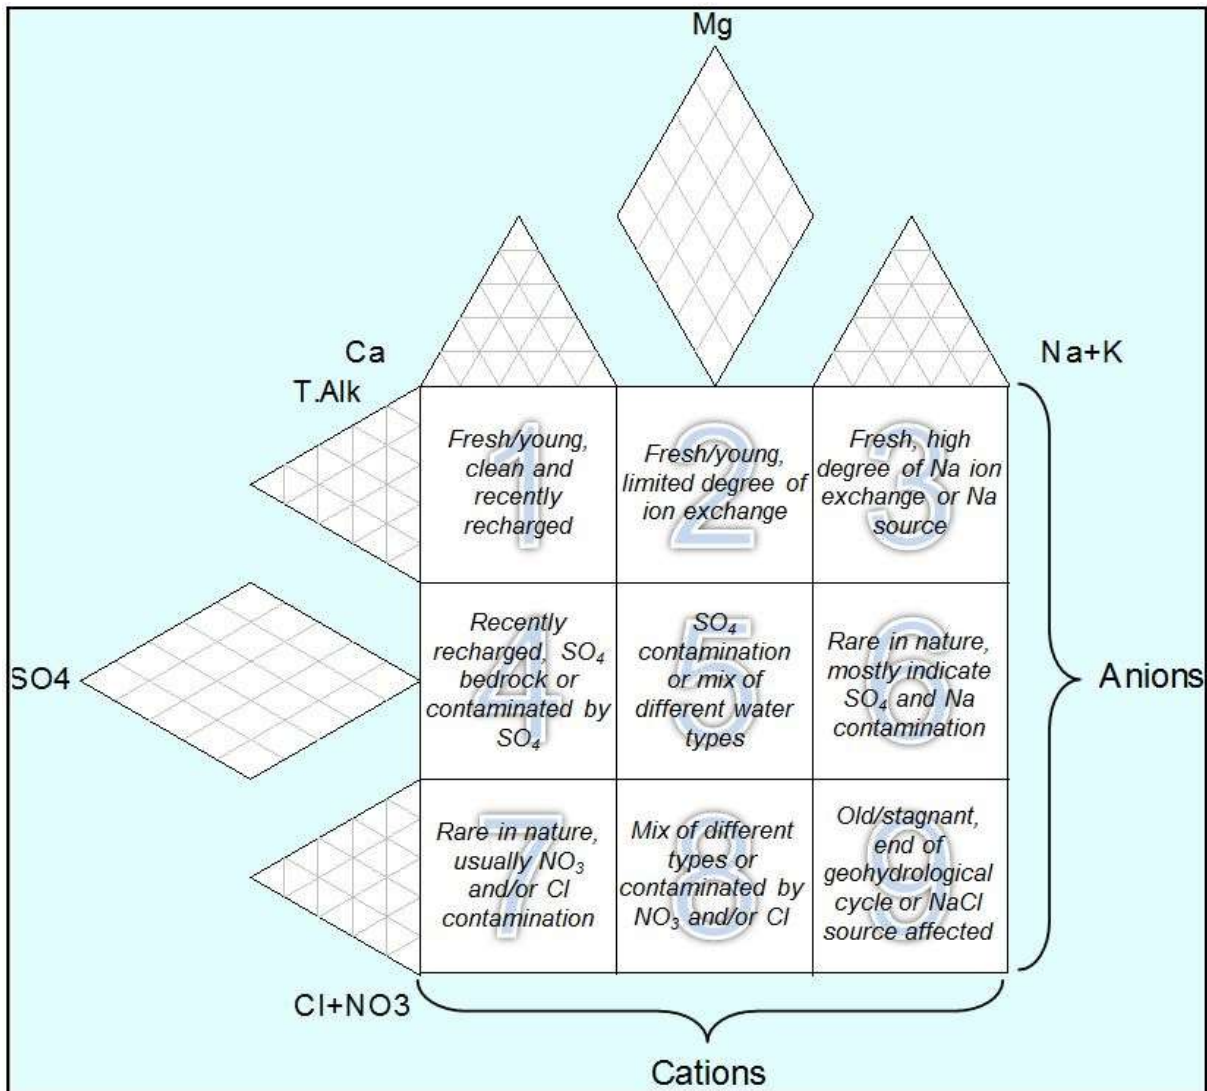 Mg
Ca
Na+K
T.Alk
1
Fresh/young,
clean and
recently
recharged
2
Fresh/young,
limited degree of
ion exchange
3
Fresh, high
degree of Na ion
exchange or Na
source
SO4
4
Recently
recharged, SO₄
bedrock or
contaminated by
SO₄
5
SO₄
contamination
or mix of
different water
types
6
Rare in nature,
mostly indicate
SO₄ and Na
contamination
Anions
7
Rare in nature,
usually NO₃
and/or Cl
contamination
8
Mix of different
types or
contaminated by
NO₃ and/or Cl
9
Old/stagnant,
end of
geohydrological
cycle or NaCl
source affected
Cl+NO3
Cations